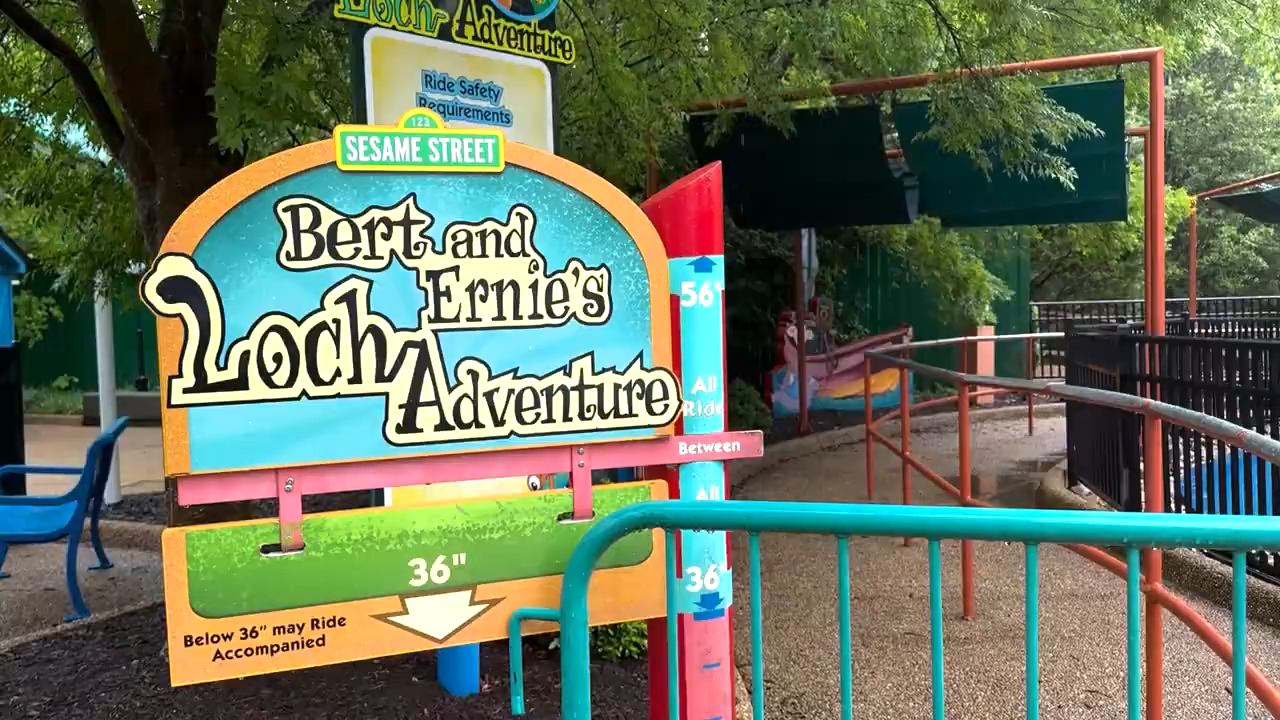 Loch Adventure
Ride Safety
Requirements
123
SESAME STREET
Bert and
Ernie's
Loch
Adventure
56"
All
Ride
Between
All
36"
36"
Below 36" may Ride
Accompanied